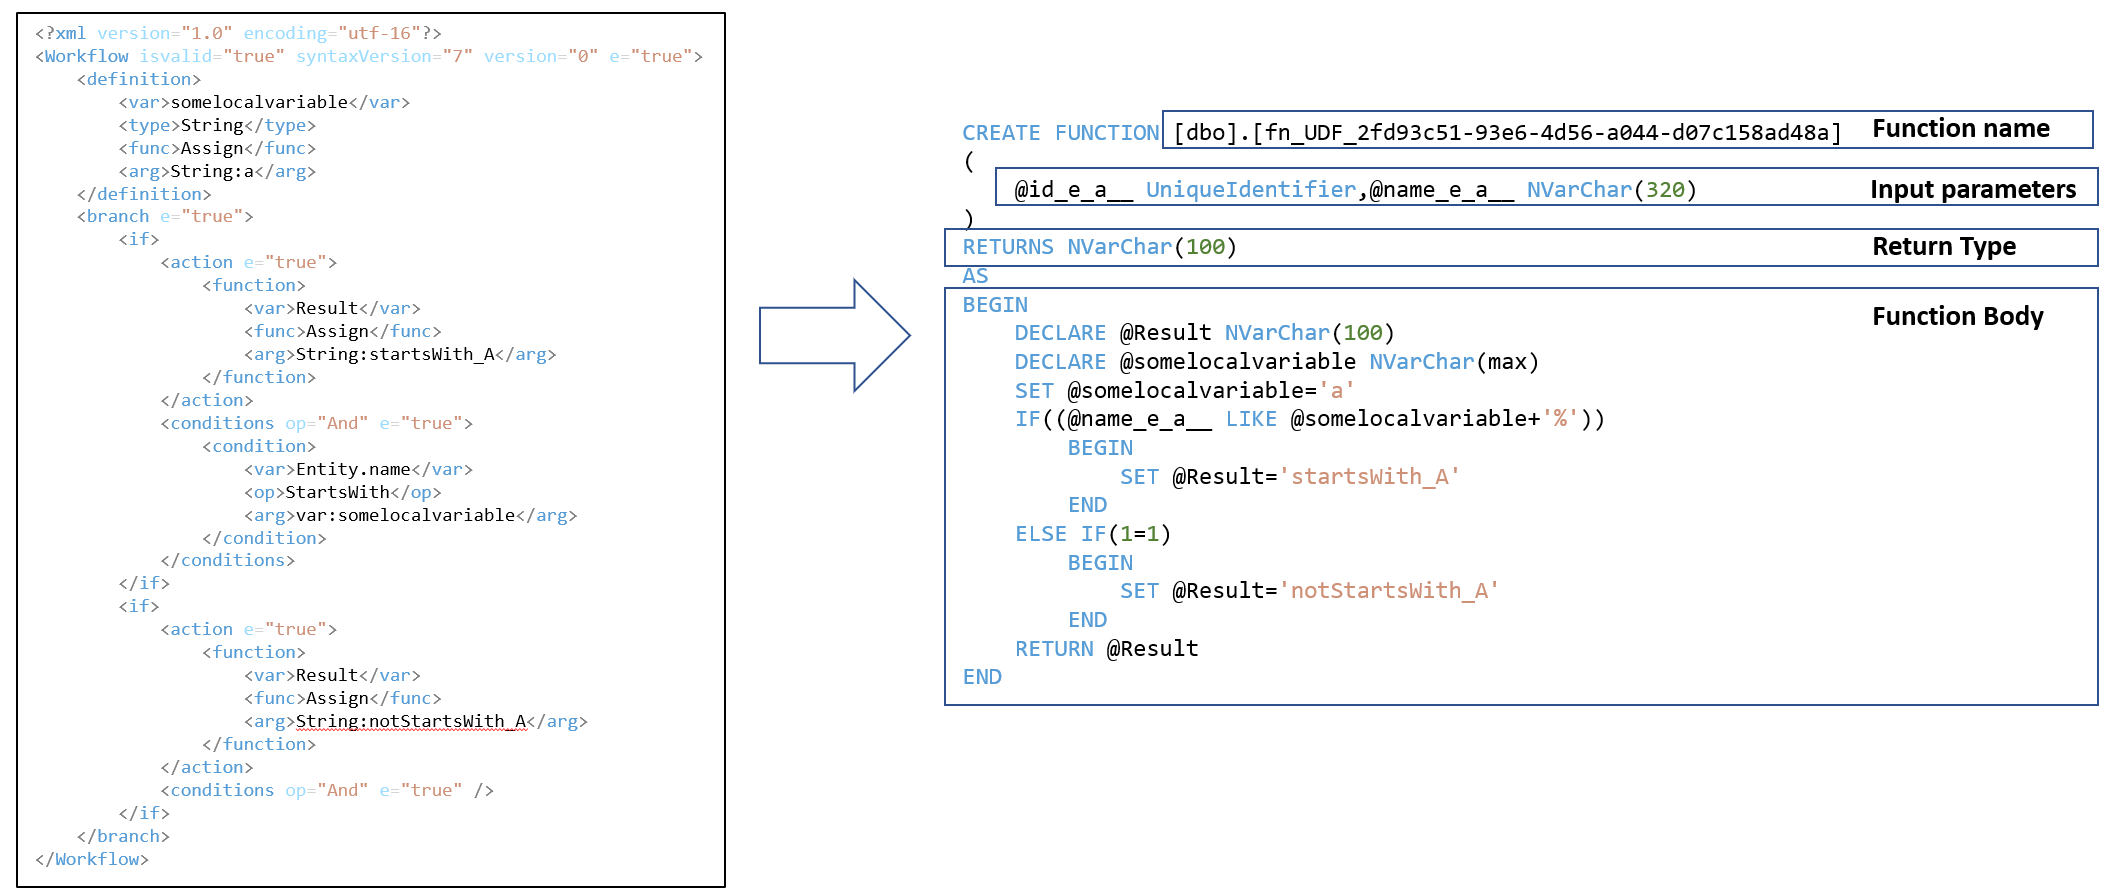 <?xml version="1.0" encoding="utf-16"?>
<Workflow isvalid="true" syntaxVersion="7" version="0" e="true">
    <definition>
        <var>somelocalvariable</var>
        <type>String</type>
        <func>Assign</func>
        <arg>String:a</arg>
    </definition>
    <branch e="true">
        <if>
            <action e="true">
                <function>
                    <var>Result</var>
                    <func>Assign</func>
                    <arg>String:startsWith_A</arg>
                </function>
            </action>
            <conditions op="And" e="true">
                <condition>
                    <var>Entity.name</var>
                    <op>StartsWith</op>
                    <arg>var:somelocalvariable</arg>
                </condition>
            </conditions>
        </if>
        <if>
            <action e="true">
                <function>
                    <var>Result</var>
                    <func>Assign</func>
                    <arg>String:notStartsWith_A</arg>
                </function>
            </action>
            <conditions op="And" e="true" />
        </if>
    </branch>
</Workflow>
CREATE FUNCTION [dbo].[fn_UDF_2fd93c51-93e6-4d56-a044-d07c158ad48a] Function name
(
    @id_e_a__ UniqueIdentifier,@name_e_a__ NVarChar(320) Input parameters
)
RETURNS NVarChar(100) Return Type
AS
BEGIN Function Body
    DECLARE @Result NVarChar(100)
    DECLARE @somelocalvariable NVarChar(max)
    SET @somelocalvariable='a'
    IF((@name_e_a__ LIKE @somelocalvariable+'%'))
        BEGIN
            SET @Result='startsWith_A'
        END
    ELSE IF(1=1)
        BEGIN
            SET @Result='notStartsWith_A'
        END
    RETURN @Result
END